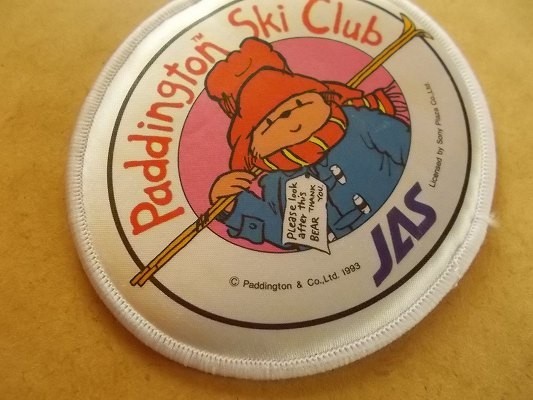 Paddington™ Ski Club
Please look
after this
BEAR THANK
YOU.
JAS
© Paddington & Co.,Ltd. 1993
Licensed by Sony Plaza Co.,Ltd.